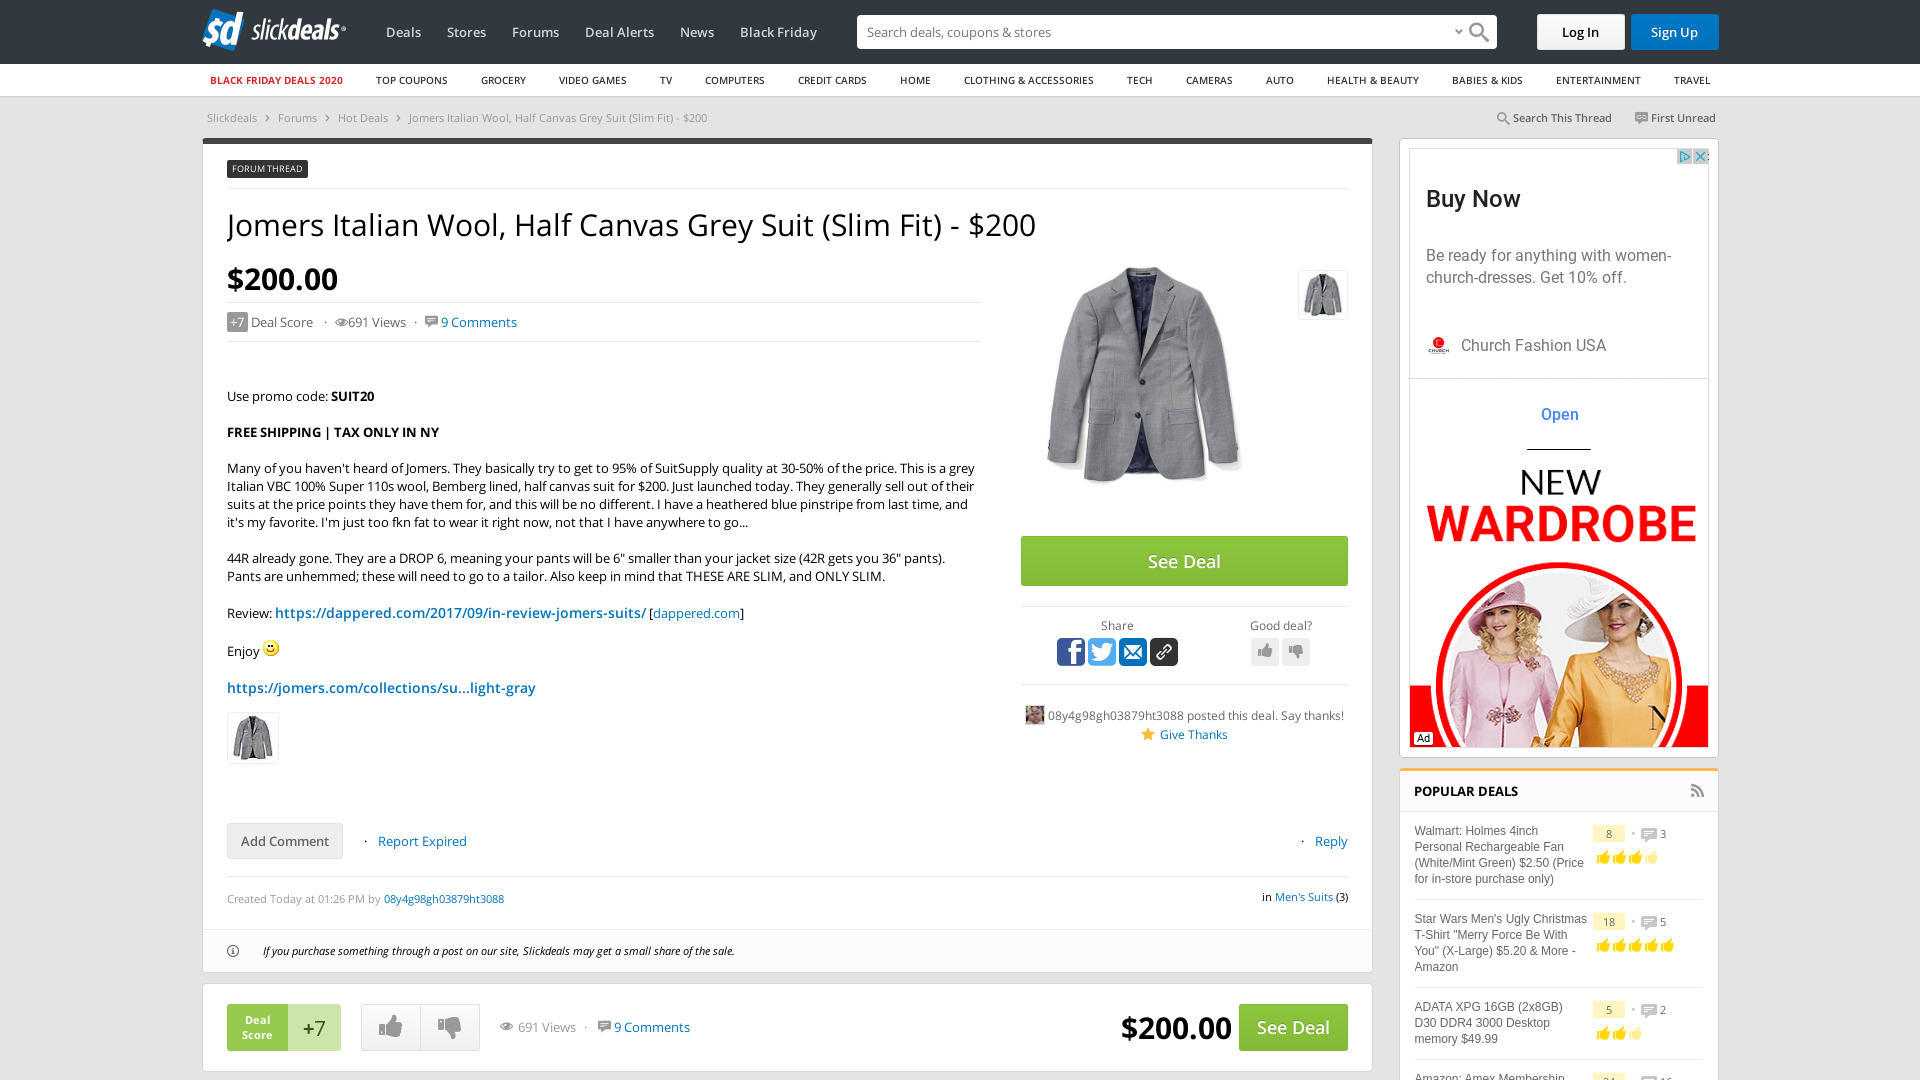 sd slickdeals
Deals
Stores
Forums
Deal Alerts
News
Black Friday
Search deals, coupons & stores
Log In
Sign Up
BLACK FRIDAY DEALS 2020
TOP COUPONS
GROCERY
VIDEO GAMES
TV
COMPUTERS
CREDIT CARDS
HOME
CLOTHING & ACCESSORIES
TECH
CAMERAS
AUTO
HEALTH & BEAUTY
BABIES & KIDS
ENTERTAINMENT
TRAVEL
Slickdeals › Forums › Hot Deals › Jomers Italian Wool, Half Canvas Grey Suit (Slim Fit) - $200
Search This Thread
First Unread
FORUM THREAD
Jomers Italian Wool, Half Canvas Grey Suit (Slim Fit) - $200
$200.00
+7 Deal Score · 691 Views · 9 Comments
Use promo code: SUIT20
FREE SHIPPING | TAX ONLY IN NY
Many of you haven't heard of Jomers. They basically try to get to 95% of SuitSupply quality at 30-50% of the price. This is a grey
Italian VBC 100% Super 110s wool, Bemberg lined, half canvas suit for $200. Just launched today. They generally sell out of their
suits at the price points they have them for, and this will be no different. I have a heathered blue pinstripe from last time, and
it's my favorite. I'm just too fkn fat to wear it right now, not that I have anywhere to go...
44R already gone. They are a DROP 6, meaning your pants will be 6" smaller than your jacket size (42R gets you 36" pants).
Pants are unhemmed; these will need to go to a tailor. Also keep in mind that THESE ARE SLIM, and ONLY SLIM.
Review: https://dappered.com/2017/09/in-review-jomers-suits/ [dappered.com]
Enjoy
https://jomers.com/collections/su...light-gray
See Deal
Share
Good deal?
08y4g98gh03879ht3088 posted this deal. Say thanks!
Give Thanks
Add Comment
· Report Expired
· Reply
Created Today at 01:26 PM by 08y4g98gh03879ht3088
in Men's Suits (3)
If you purchase something through a post on our site, Slickdeals may get a small share of the sale.
Deal
Score
+7
691 Views · 9 Comments
$200.00
See Deal
Buy Now
Be ready for anything with women-
church-dresses. Get 10% off.
CHURCH
Church Fashion USA
Open
NEW
WARDROBE
N
Ad
POPULAR DEALS
Walmart: Holmes 4inch
Personal Rechargeable Fan
(White/Mint Green) $2.50 (Price
for in-store purchase only)
8 • 3
Star Wars Men's Ugly Christmas
T-Shirt "Merry Force Be With
You" (X-Large) $5.20 & More -
Amazon
18 • 5
ADATA XPG 16GB (2x8GB)
D30 DDR4 3000 Desktop
memory $49.99
5 • 2
Amazon: Amex Membership